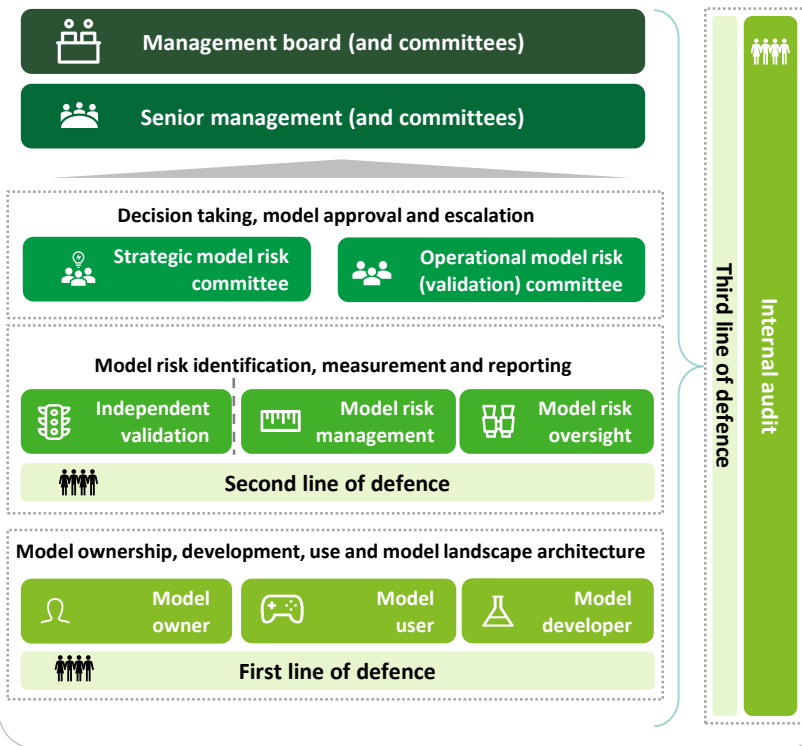 Management board (and committees)
Senior management (and committees)
Decision taking, model approval and escalation
Strategic model risk
committee
Operational model risk
(validation) committee
Model risk identification, measurement and reporting
Independent
validation
Model risk
management
Model risk
oversight
Second line of defence
Model ownership, development, use and model landscape architecture
Model
owner
Model
user
Model
developer
First line of defence
Third line of defence
Internal audit